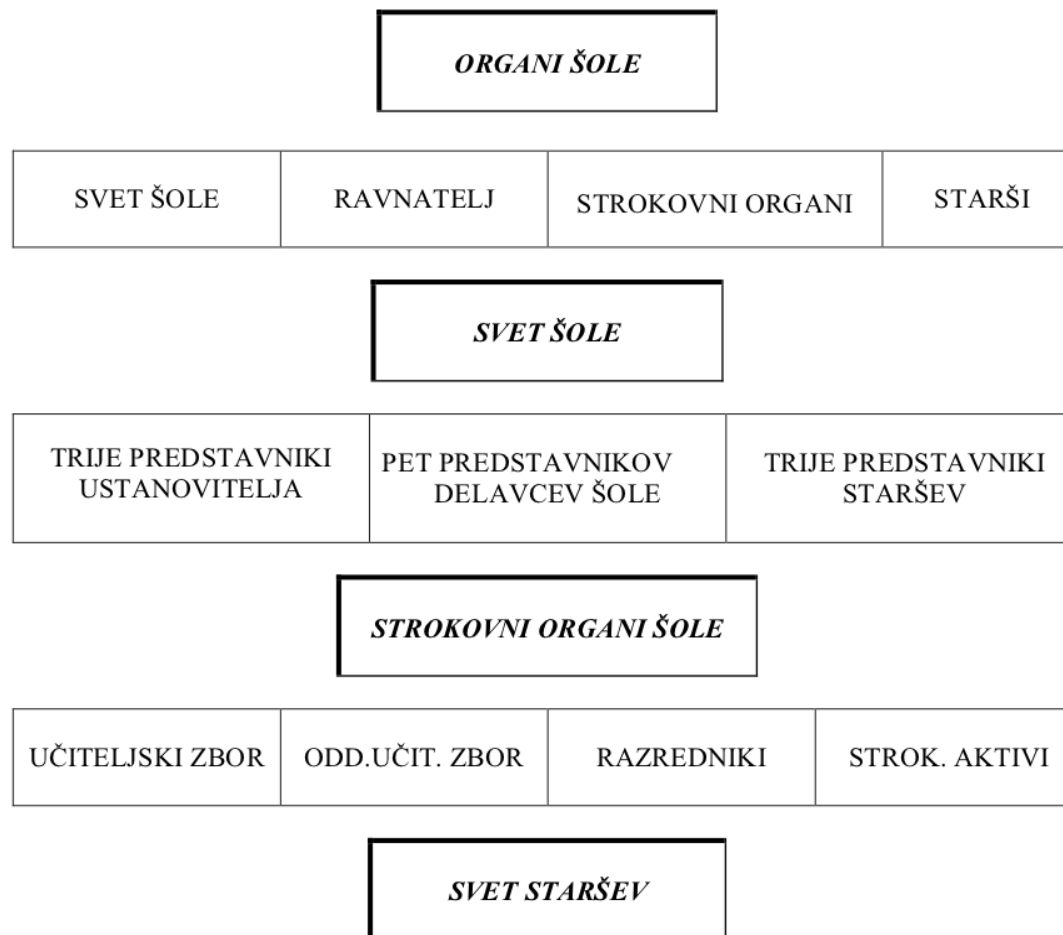 ORGANI ŠOLE
SVET ŠOLE
RAVNATELJ
STROKOVNI ORGANI
STARŠI
SVET ŠOLE
TRIJE PREDSTAVNIKI
USTANOVITELJA
PET PREDSTAVNIKOV
DELAVCEV ŠOLE
TRIJE PREDSTAVNIKI
STARŠEV
STROKOVNI ORGANI ŠOLE
UČITELJSKI ZBOR
ODD.UČIT. ZBOR
RAZREDNIKI
STROK. AKTIVI
SVET STARŠEV